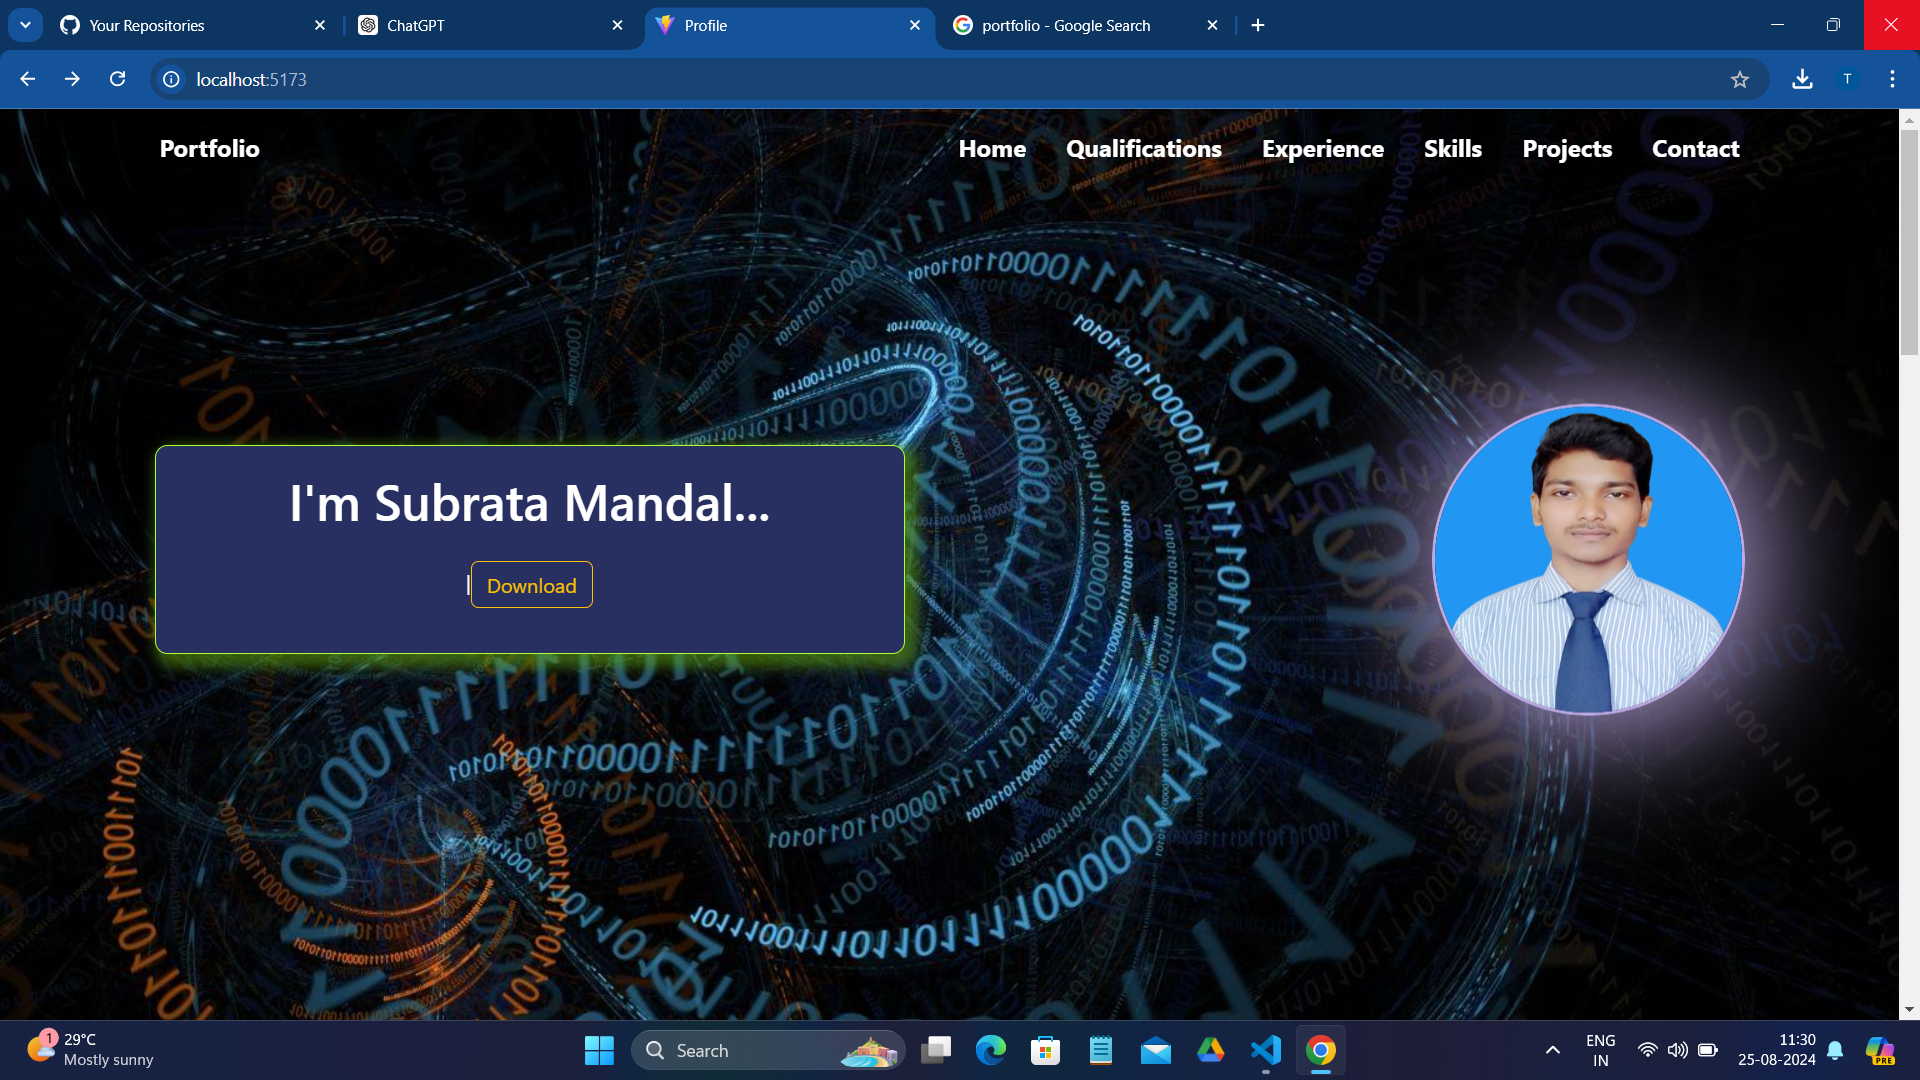 Your Repositories
ChatGPT
Profile
portfolio - Google Search
localhost:5173
T
Portfolio
Home Qualifications Experience Skills Projects Contact
I'm Subrata Mandal...
Download
1
29°C
Mostly sunny
Search
PRE
ENG
IN
11:30
25-08-2024